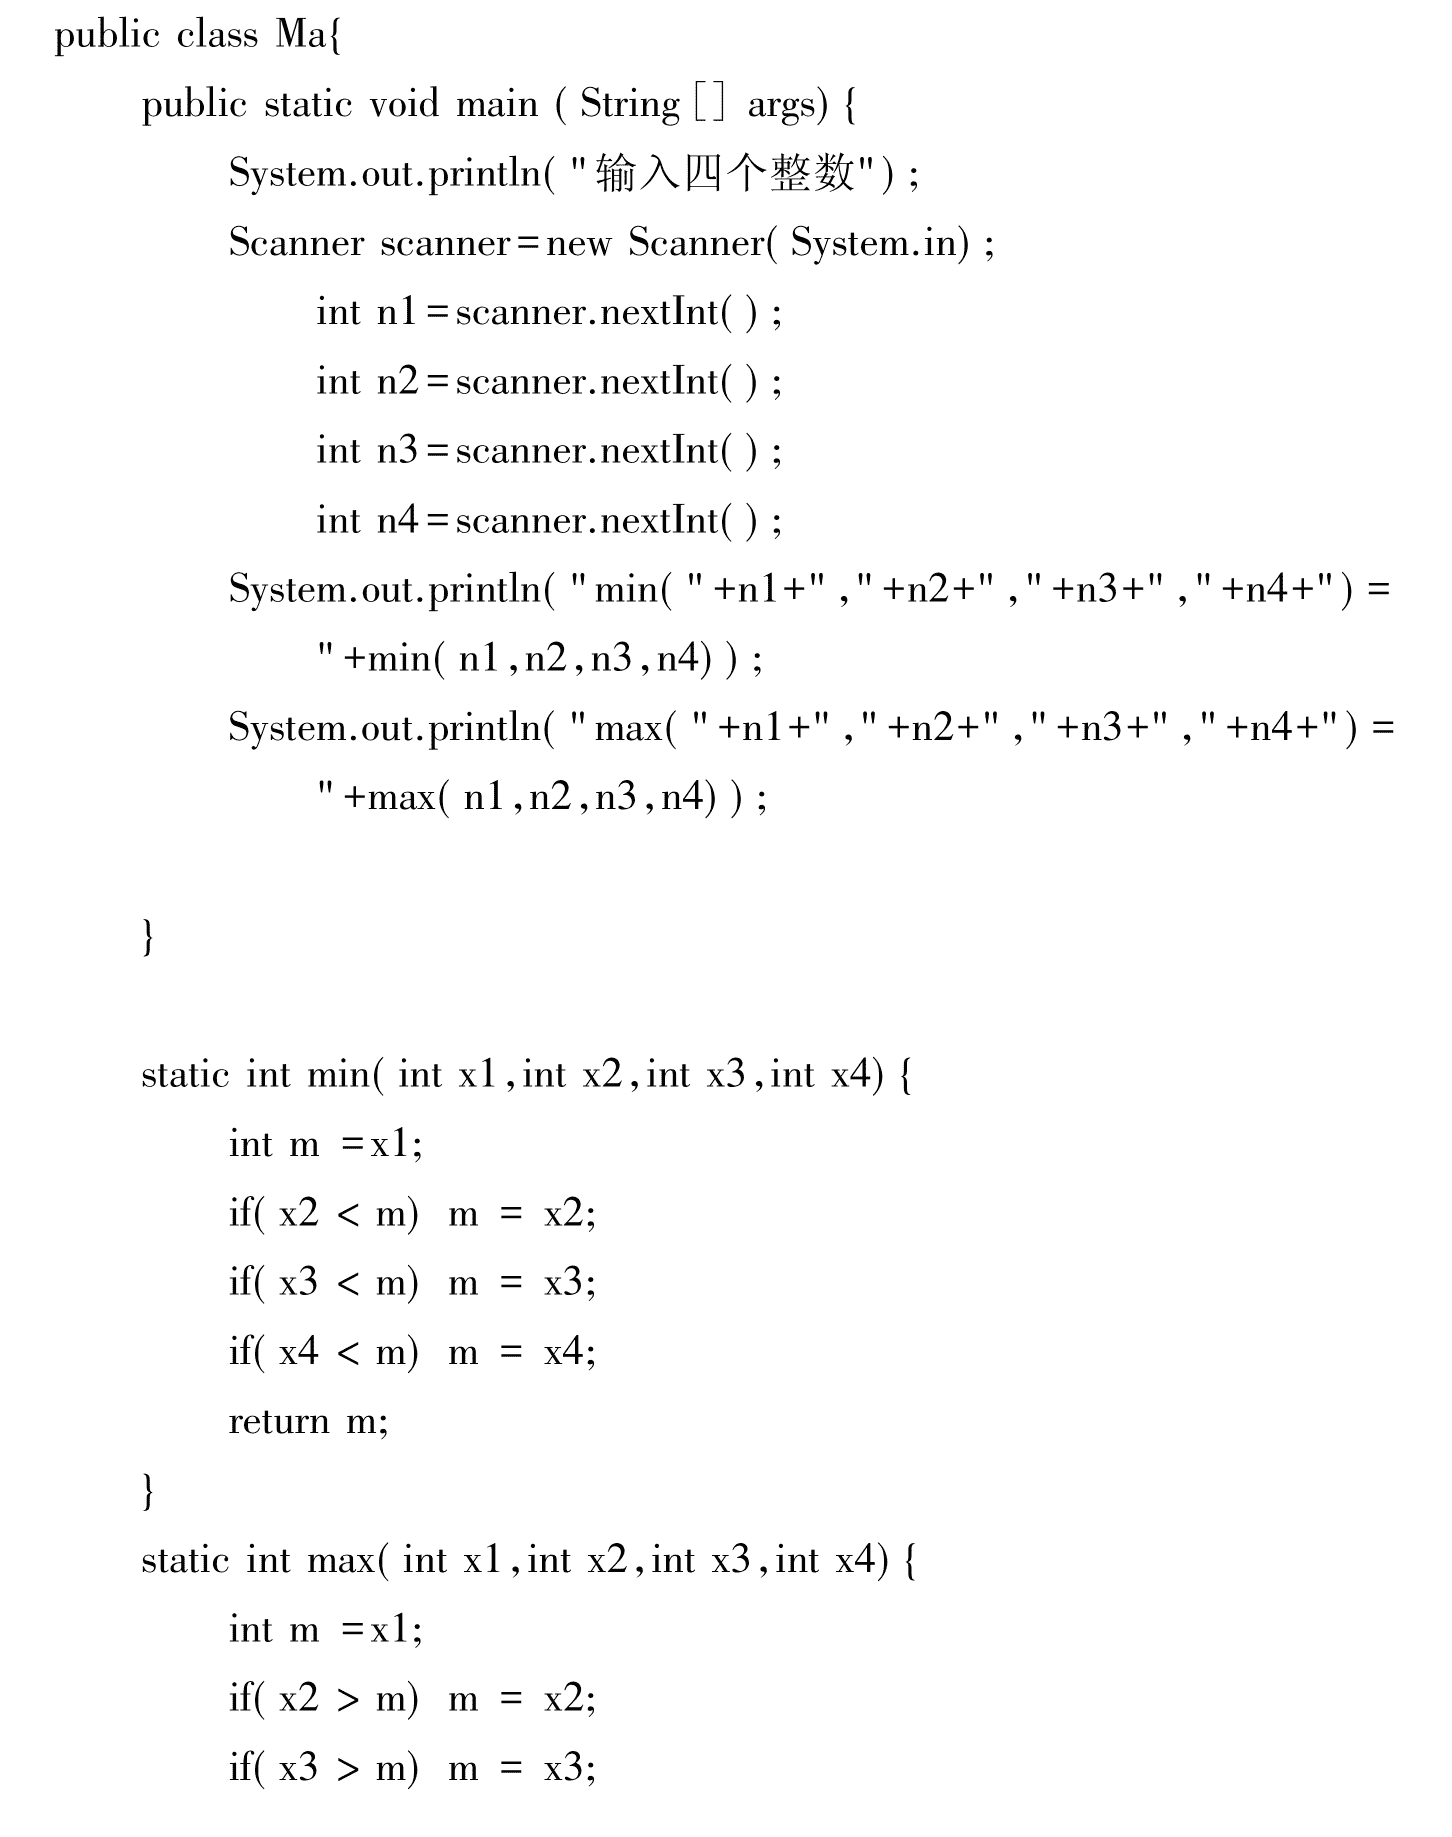 public class Ma{
public static void main (String[] args){
System.out.println("输入四个整数");
Scanner scanner=new Scanner(System.in);
int n1=scanner.nextInt();
int n2=scanner.nextInt();
int n3=scanner.nextInt();
int n4=scanner.nextInt();
System.out.println("min("+n1+","+n2+","+n3+","+n4+")=
"+min(n1,n2,n3,n4));
System.out.println("max("+n1+","+n2+","+n3+","+n4+")=
"+max(n1,n2,n3,n4));
}
static int min(int x1,int x2,int x3,int x4){
int m =x1;
if(x2 < m) m = x2;
if(x3 < m) m = x3;
if(x4 < m) m = x4;
return m;
}
static int max(int x1,int x2,int x3,int x4){
int m =x1;
if(x2 > m) m = x2;
if(x3 > m) m = x3;